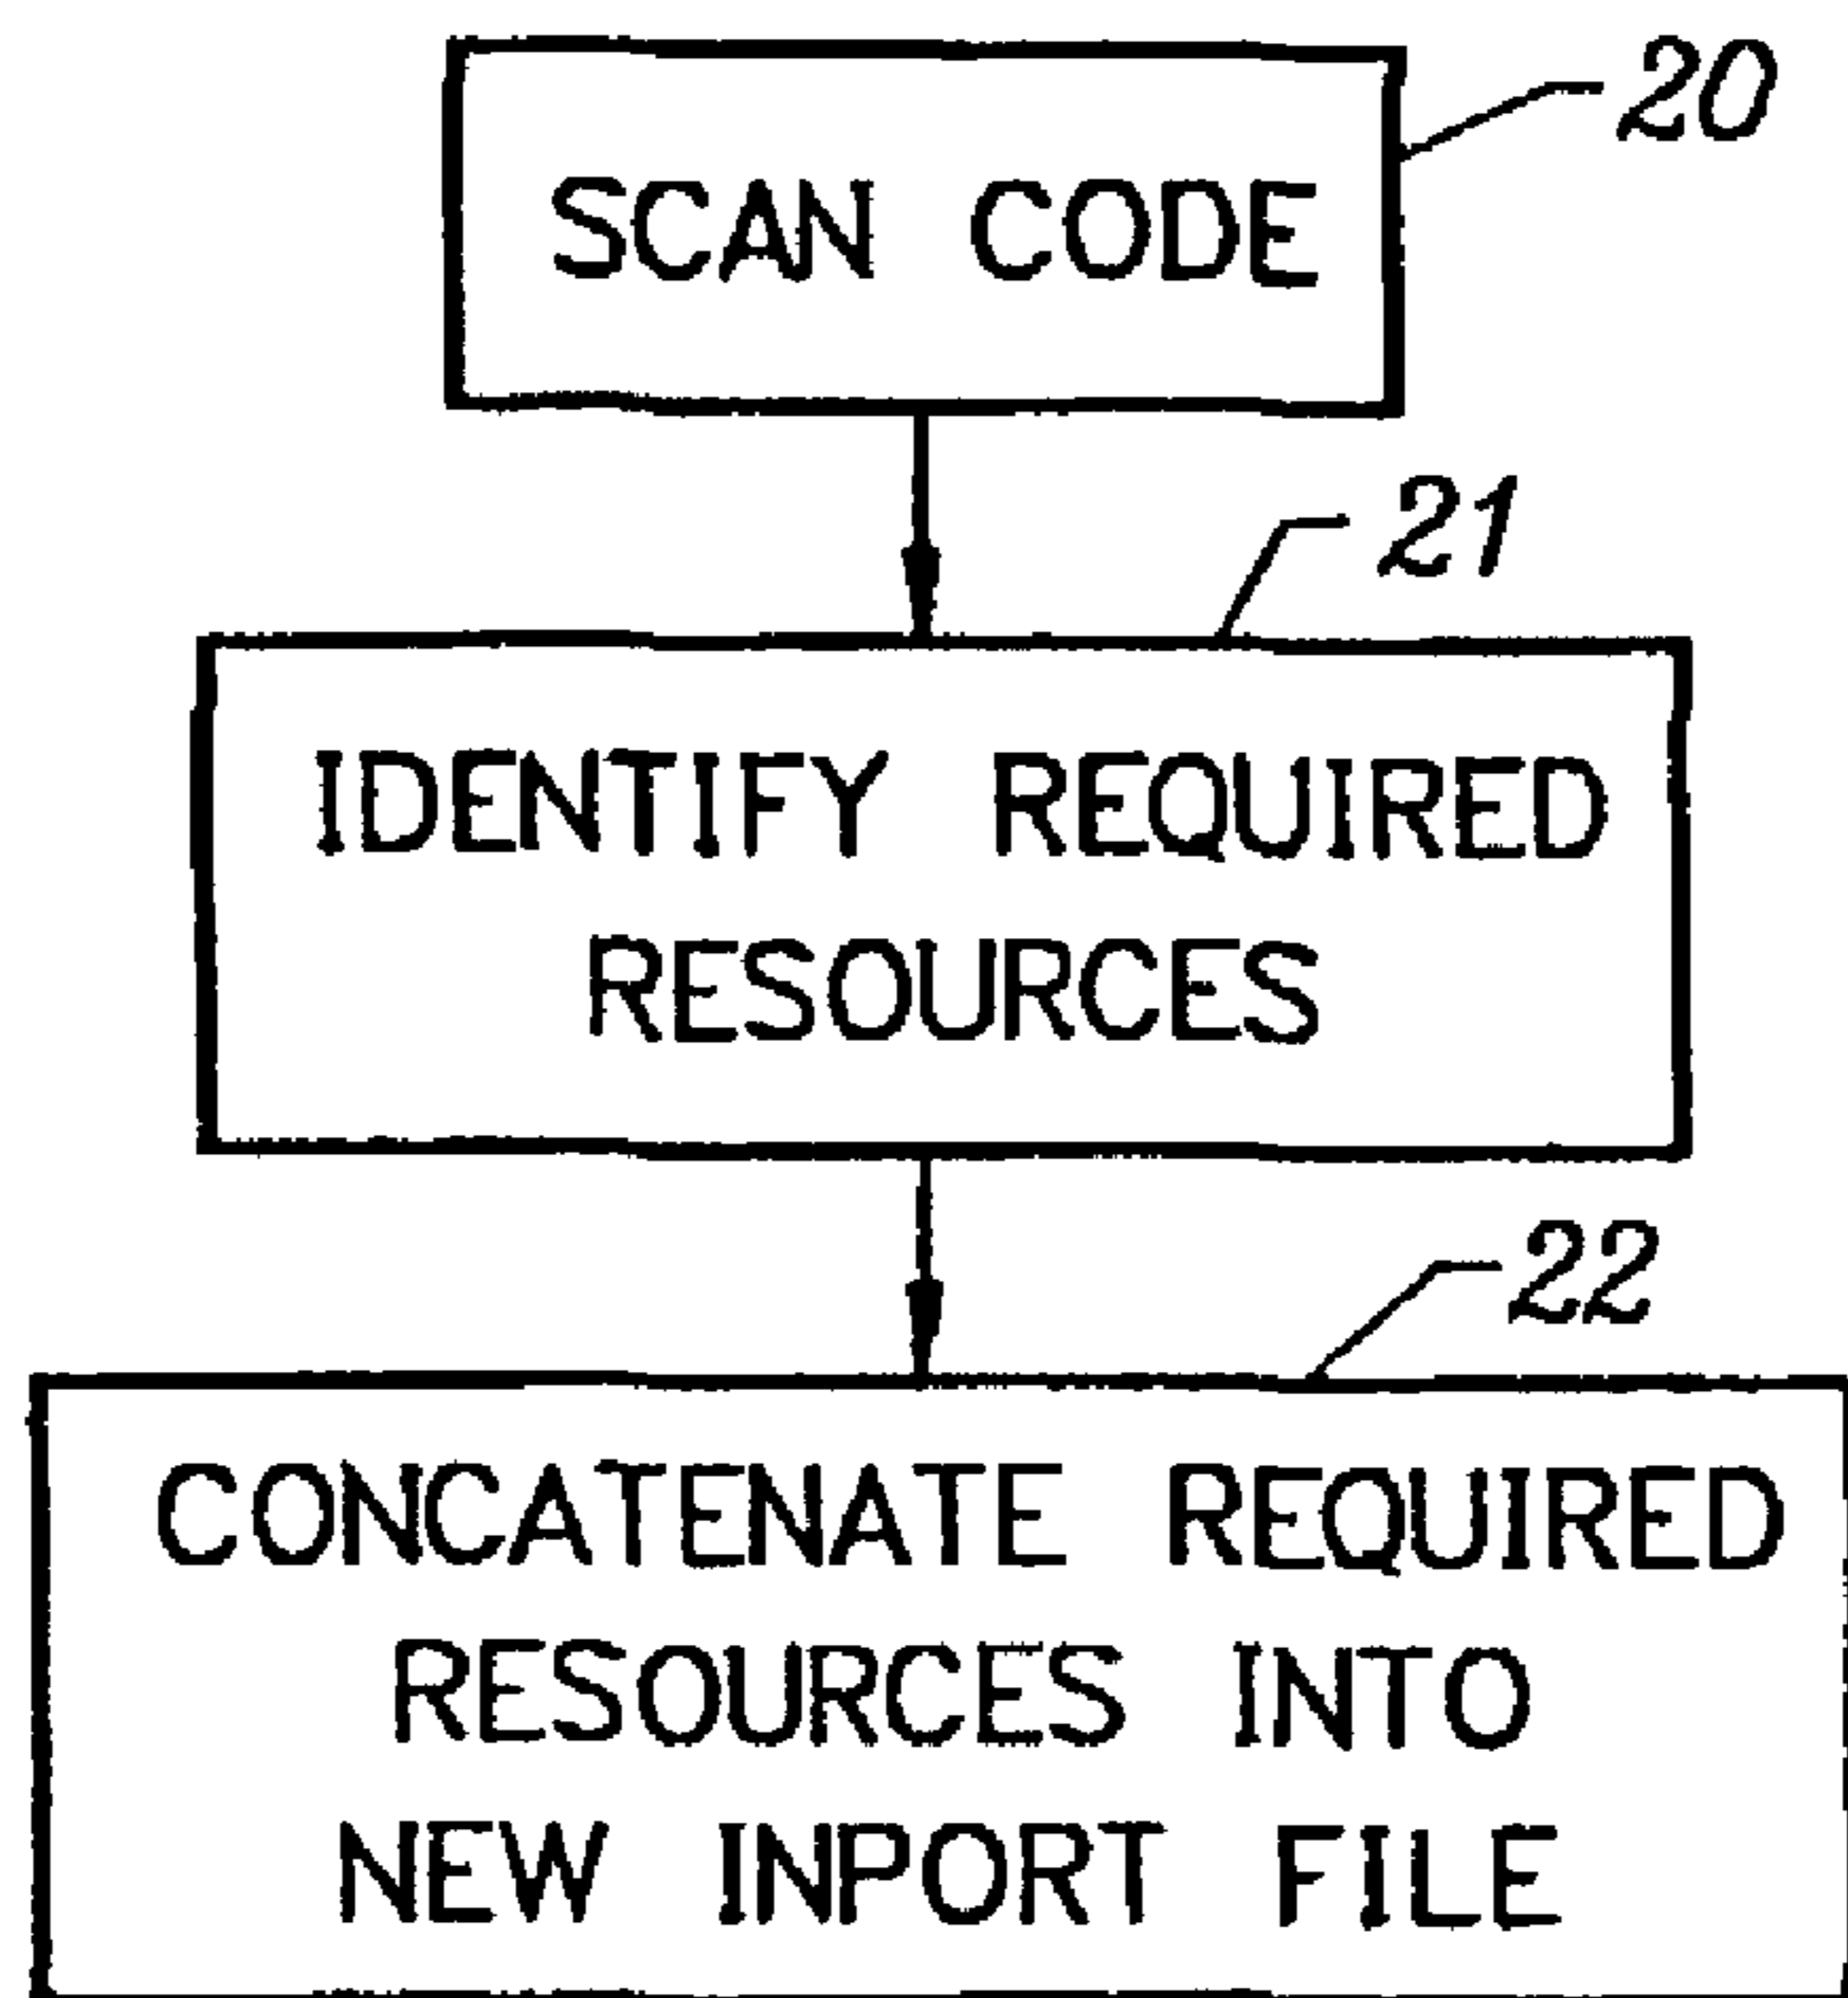 20
SCAN CODE
21
IDENTIFY REQUIRED
RESOURCES
22
CONCATENATE REQUIRED
RESOURCES INTO
NEW INPORT FILE